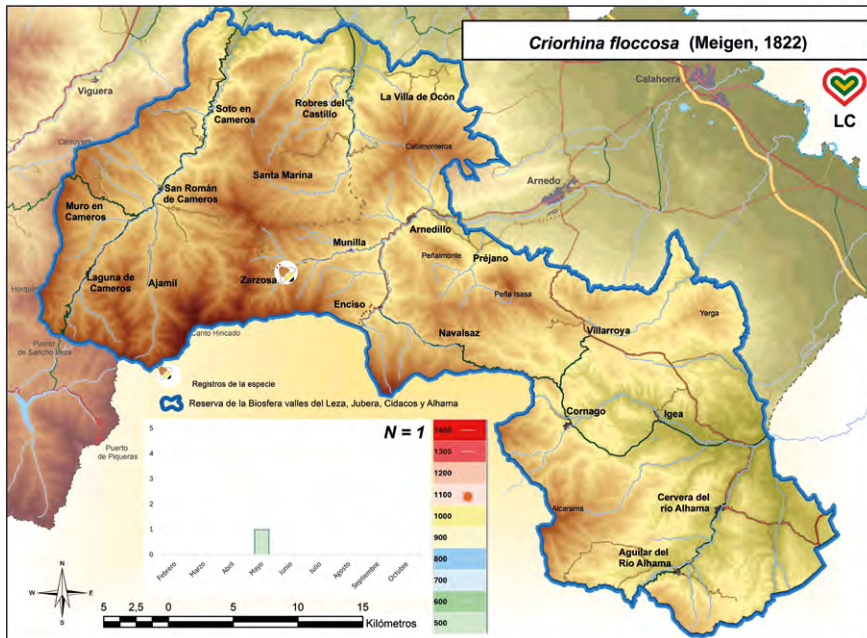 Criorhina floccosa (Meigen, 1822)
LC
Calahorra
Viguera
Soto en
Cameros
Robres del
Castillo
La Villa de Ocón
Cabimonteros
Arnedo
Santa Marina
San Román
de Cameros
Muro en
Cameros
Arnedillo
Munilla
Peñalmonte
Préjano
Zarzosa
Laguna de
Cameros
Ajamil
Peña Isasa
Enciso
Yerga
Navalsaz
Villarroya
Canto Hincado
Puerto
de Sancho Leza
Registros de la especie
Reserva de la Biosfera valles del Leza, Jubera, Cidacos y Alhama
Cornago
Igea
Puerto
de Piqueras
Alcarama
Cervera del
río Alhama
Aguilar del
Río Alhama
N = 1
5
4
3
2
1
0
Febrero
Marzo
Abril
Mayo
Junio
Julio
Agosto
Septiembre
Octubre
1400
1300
1200
1100
1000
900
800
700
600
500
N
W
E
S
5 2,5 0 5 10 15
Kilómetros